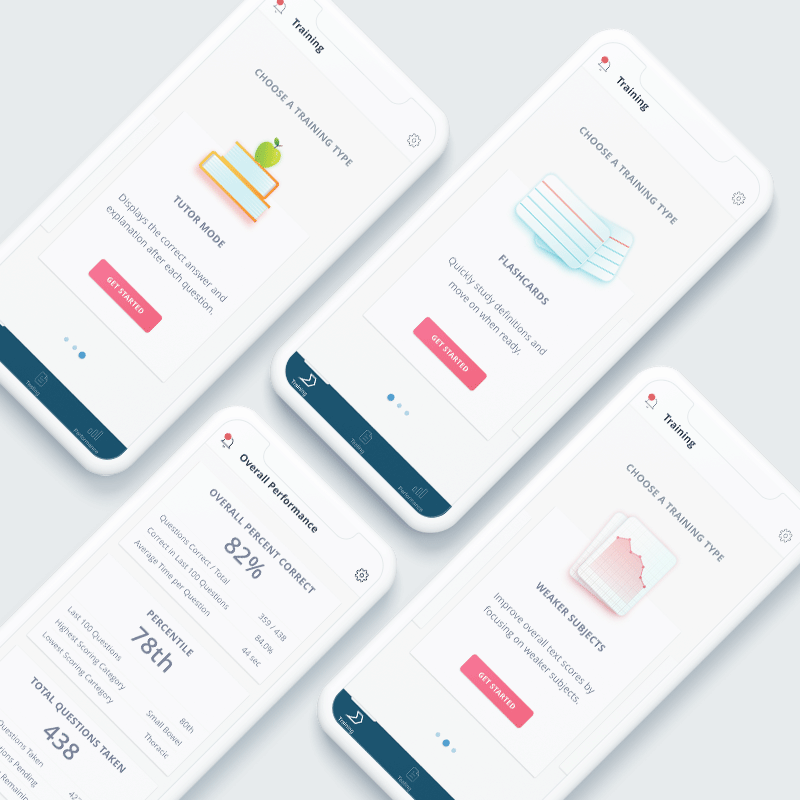 Training
CHOOSE A TRAINING TYPE
TUTOR MODE
Displays the correct answer and
explanation after each question.
GET STARTED
Testing
Performance
Training
CHOOSE A TRAINING TYPE
FLASHCARDS
Quickly study definitions and
move on when ready.
GET STARTED
Training
Testing
Performance
Overall Performance
OVERALL PERCENT CORRECT
82%
Questions Correct / Total 359 / 438
Correct in Last 100 Questions 84.0%
Average Time per Question 44 sec
PERCENTILE
78th
Last 100 Questions 80th
Highest Scoring Category Small Bowel
Lowest Scoring Cartegory Thoracic
TOTAL QUESTIONS TAKEN
438
Questions Taken
Pending
Training
CHOOSE A TRAINING TYPE
WEAKER SUBJECTS
Improve overall text scores by
focusing on weaker subjects.
GET STARTED
Training
Testing